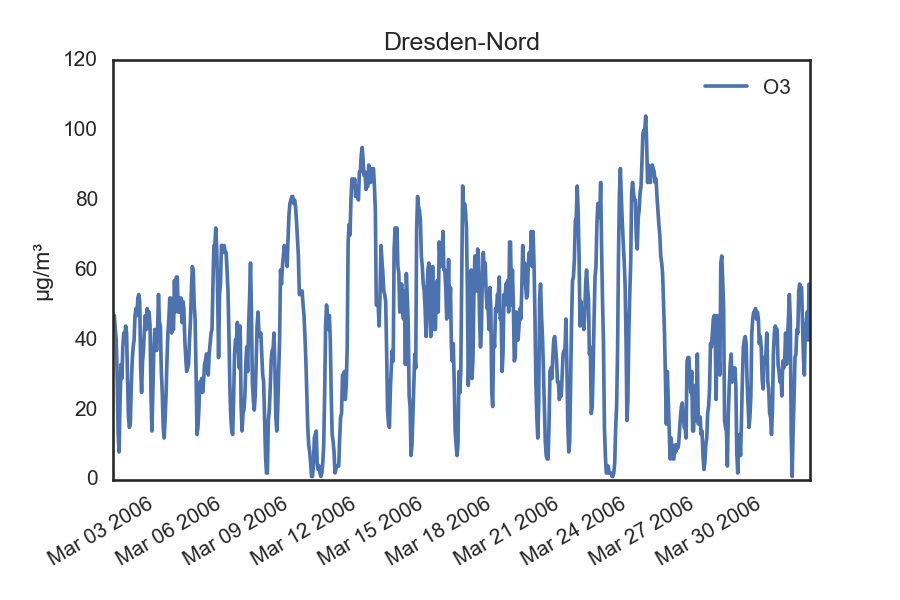 Dresden-Nord
120
100
80
60
40
20
0
µg/m³
O3
Mar 03 2006
Mar 06 2006
Mar 09 2006
Mar 12 2006
Mar 15 2006
Mar 18 2006
Mar 21 2006
Mar 24 2006
Mar 27 2006
Mar 30 2006